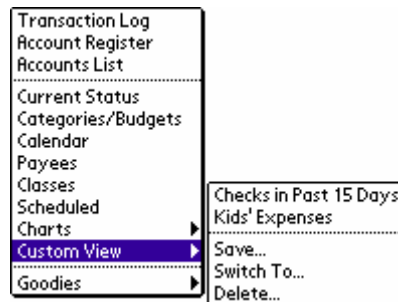 Transaction Log
Account Register
Accounts List
Current Status
Categories/Budgets
Calendar
Payees
Classes
Scheduled
Charts
Custom View
Goodies
Checks in Past 15 Days
Kids' Expenses
Save...
Switch To...
Delete...